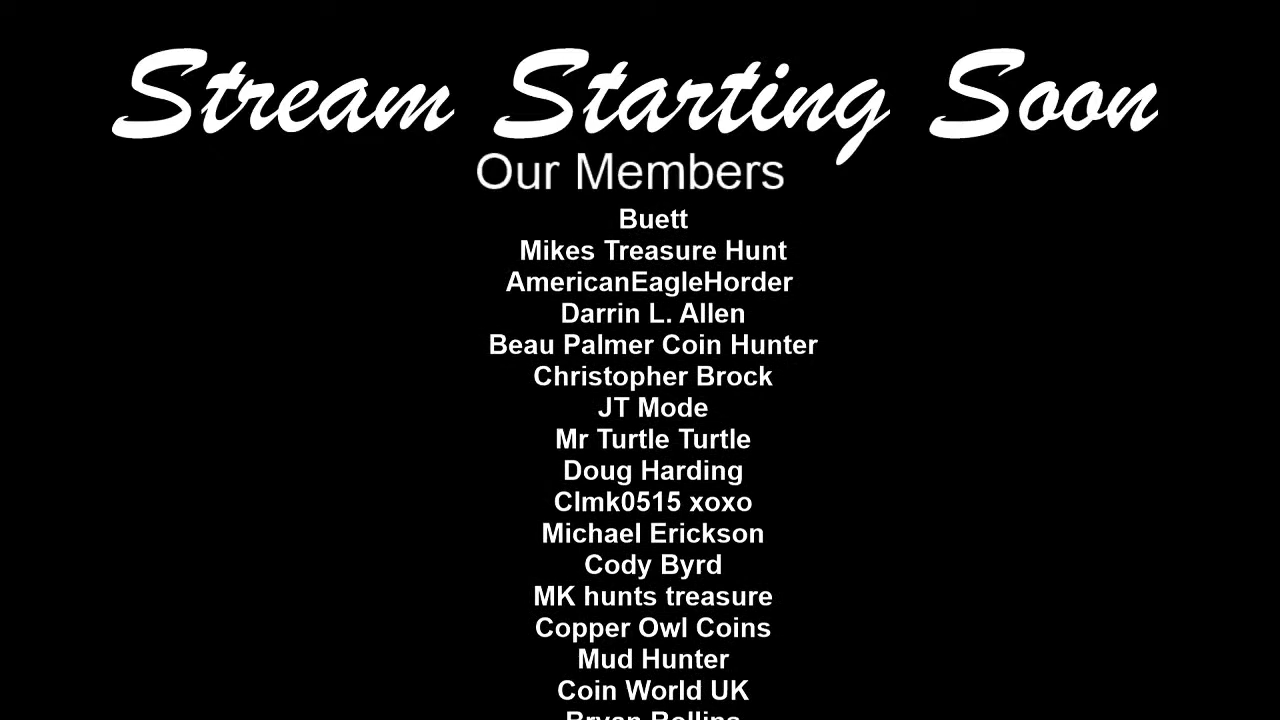 Stream Starting Soon
Our Members
Buett
Mikes Treasure Hunt
AmericanEagleHorder
Darrin L. Allen
Beau Palmer Coin Hunter
Christopher Brock
JT Mode
Mr Turtle Turtle
Doug Harding
Clmk0515 xoxo
Michael Erickson
Cody Byrd
MK hunts treasure
Copper Owl Coins
Mud Hunter
Coin World UK